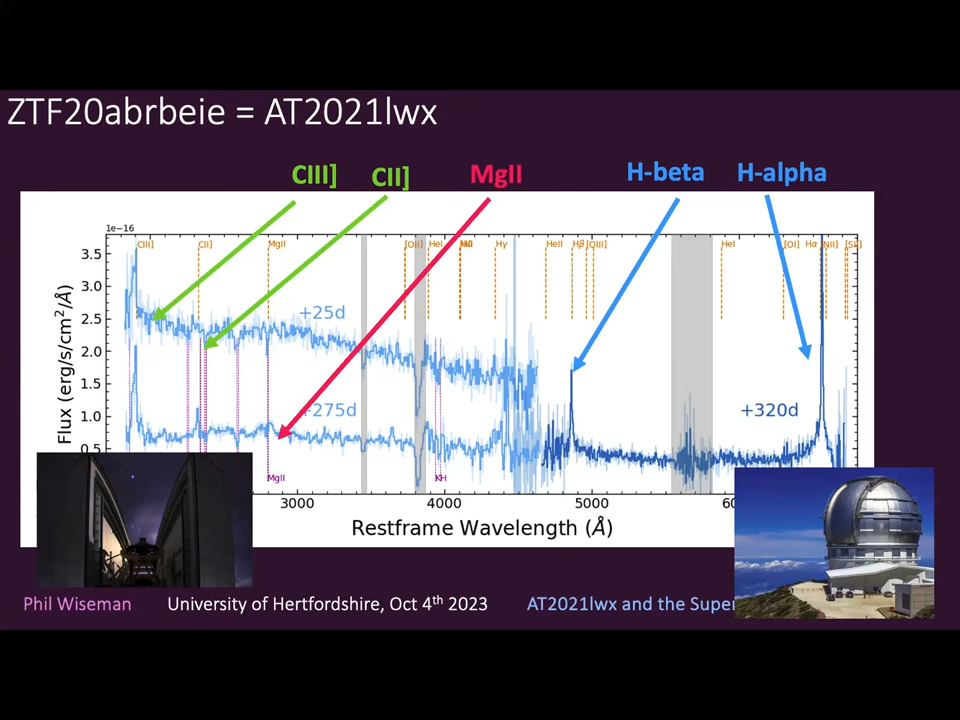 ZTF20abrbeie = AT2021lwx
CIII] CII] MgII H-beta H-alpha
1e−16
CIII] CII] MgII [OII] HeI Hγ HeII Hβ [OIII] HeI [OI] Hα [NII] [SII]
3.5
3.0
2.5
2.0
1.5
1.0
0.5
Flux (erg/s/cm²/Å)
+25d
+275d
+320d
MgII KH
3000 4000 5000
Restframe Wavelength (Å)
Phil Wiseman University of Hertfordshire, Oct 4th 2023 AT2021lwx and the